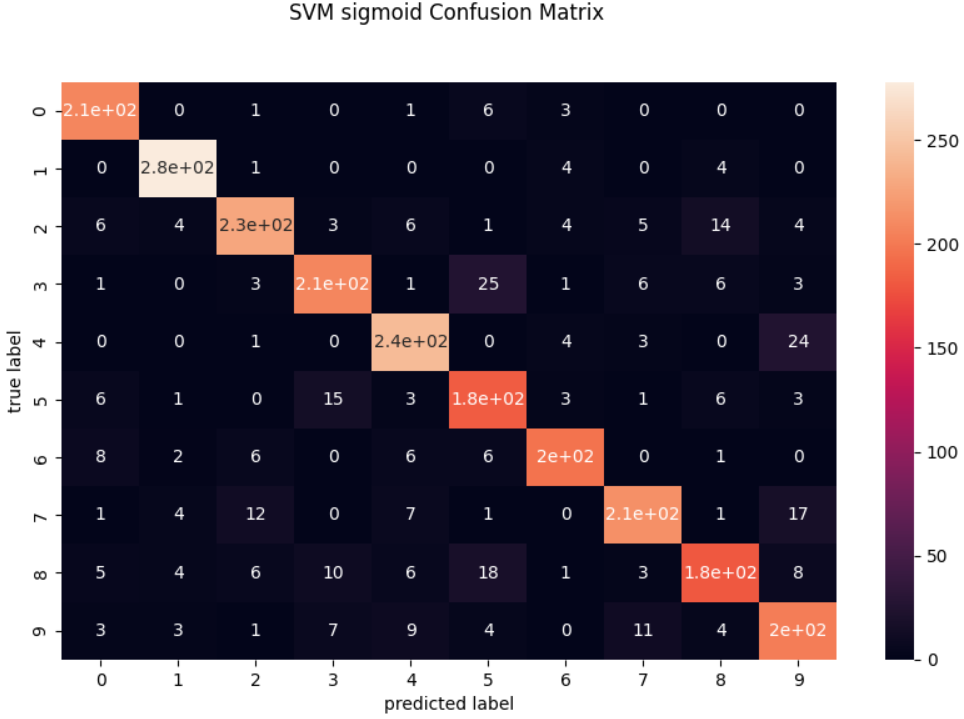 SVM sigmoid Confusion Matrix
0 2.1e+02 0 1 0 1 6 3 0 0 0
1 0 2.8e+02 1 0 0 0 4 0 4 0
2 6 4 2.3e+02 3 6 1 4 5 14 4
3 1 0 3 2.1e+02 1 25 1 6 6 3
4 0 0 1 0 2.4e+02 0 4 3 0 24
5 6 1 0 15 3 1.8e+02 3 1 6 3
6 8 2 6 0 6 6 2e+02 0 1 0
7 1 4 12 0 7 1 0 2.1e+02 1 17
8 5 4 6 10 6 18 1 3 1.8e+02 8
9 3 3 1 7 9 4 0 11 4 2e+02
0 1 2 3 4 5 6 7 8 9
predicted label
true label
250
200
150
100
50
0